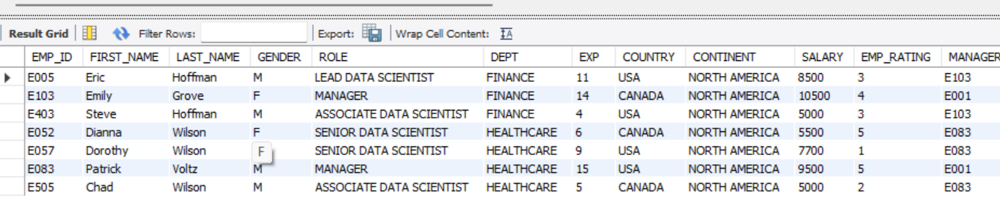 Result Grid Filter Rows: Export: Wrap Cell Content: IA
EMP_ID FIRST_NAME LAST_NAME GENDER ROLE DEPT EXP COUNTRY CONTINENT SALARY EMP_RATING MANAGER
E005 Eric Hoffman M LEAD DATA SCIENTIST FINANCE 11 USA NORTH AMERICA 8500 3 E103
E103 Emily Grove F MANAGER FINANCE 14 CANADA NORTH AMERICA 10500 4 E001
E403 Steve Hoffman M ASSOCIATE DATA SCIENTIST FINANCE 4 USA NORTH AMERICA 5000 3 E103
E052 Dianna Wilson F SENIOR DATA SCIENTIST HEALTHCARE 6 CANADA NORTH AMERICA 5500 5 E083
E057 Dorothy Wilson F SENIOR DATA SCIENTIST HEALTHCARE 9 USA NORTH AMERICA 7700 1 E083
E083 Patrick Voltz M MANAGER HEALTHCARE 15 USA NORTH AMERICA 9500 5 E001
E505 Chad Wilson M ASSOCIATE DATA SCIENTIST HEALTHCARE 5 CANADA NORTH AMERICA 5000 2 E083